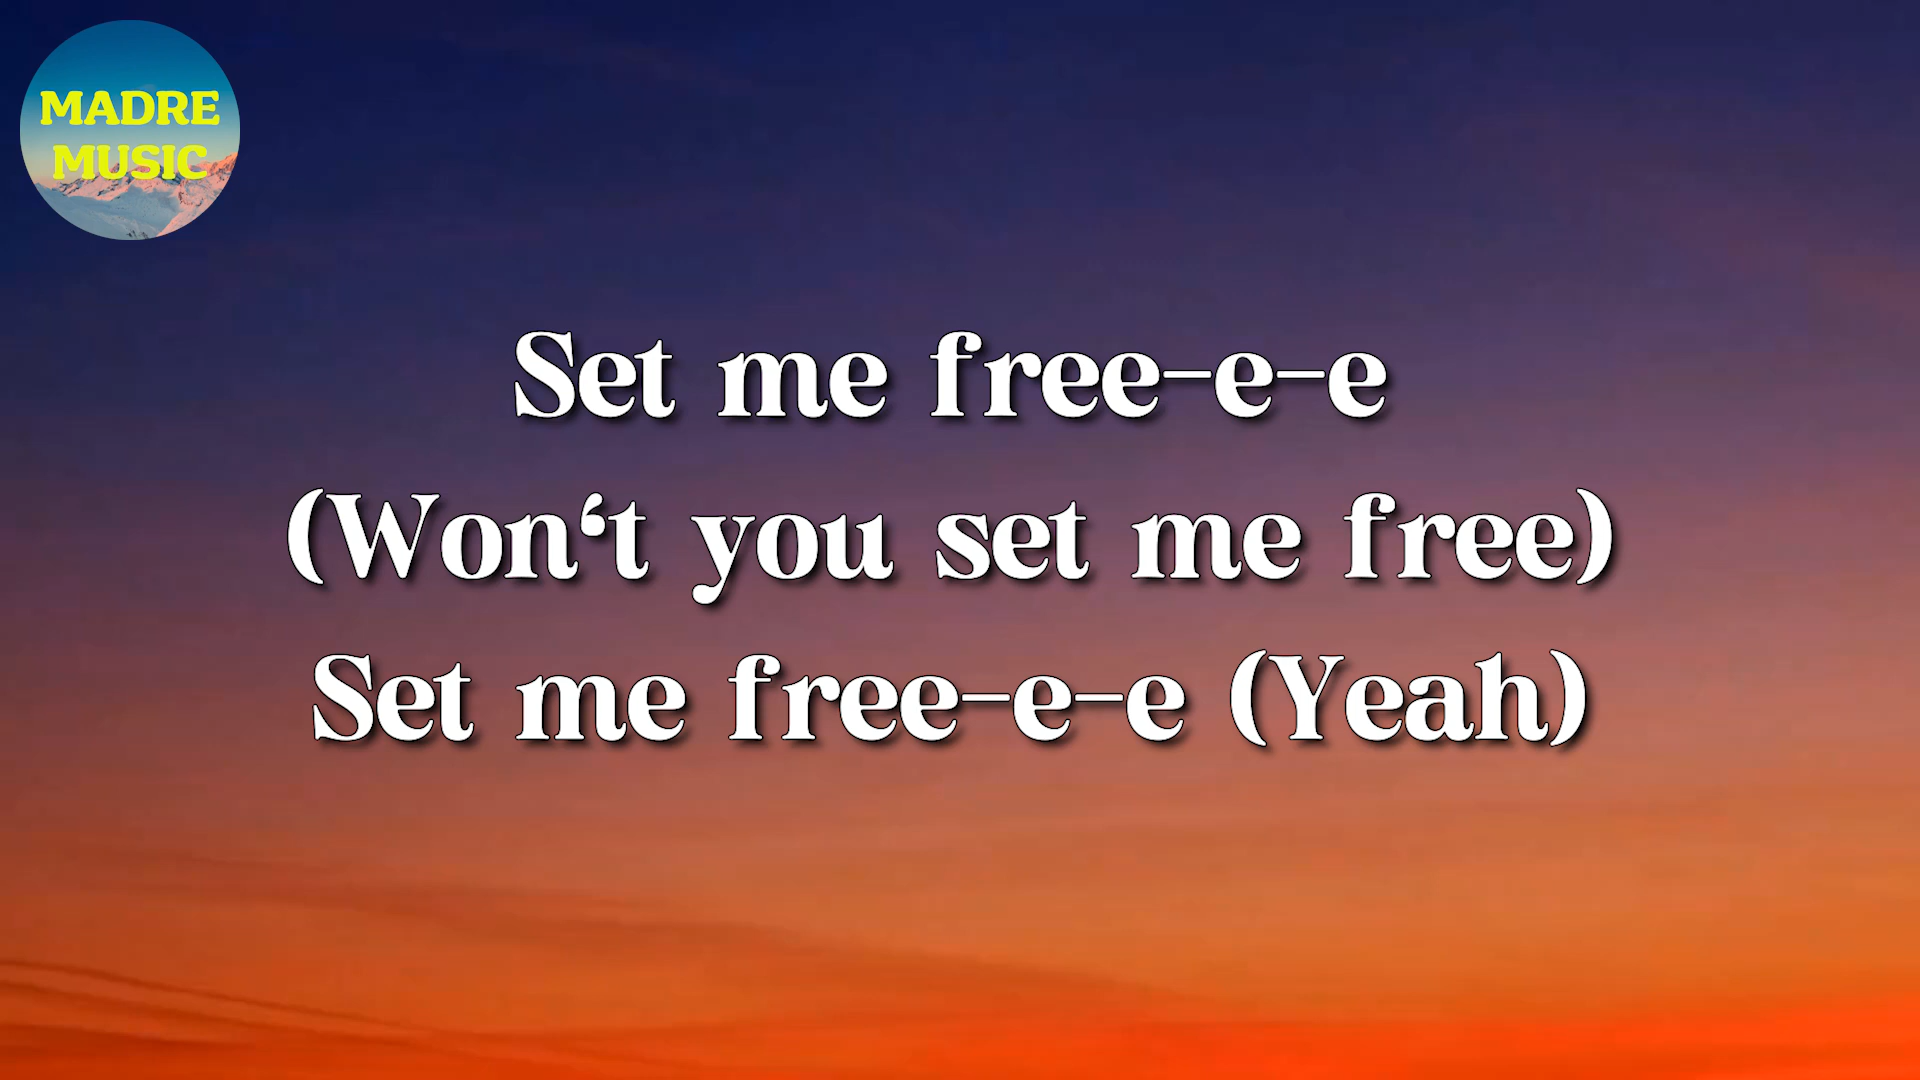 MADRE
MUSIC
Set me free-e-e
(Won‘t you set me free)
Set me free-e-e (Yeah)